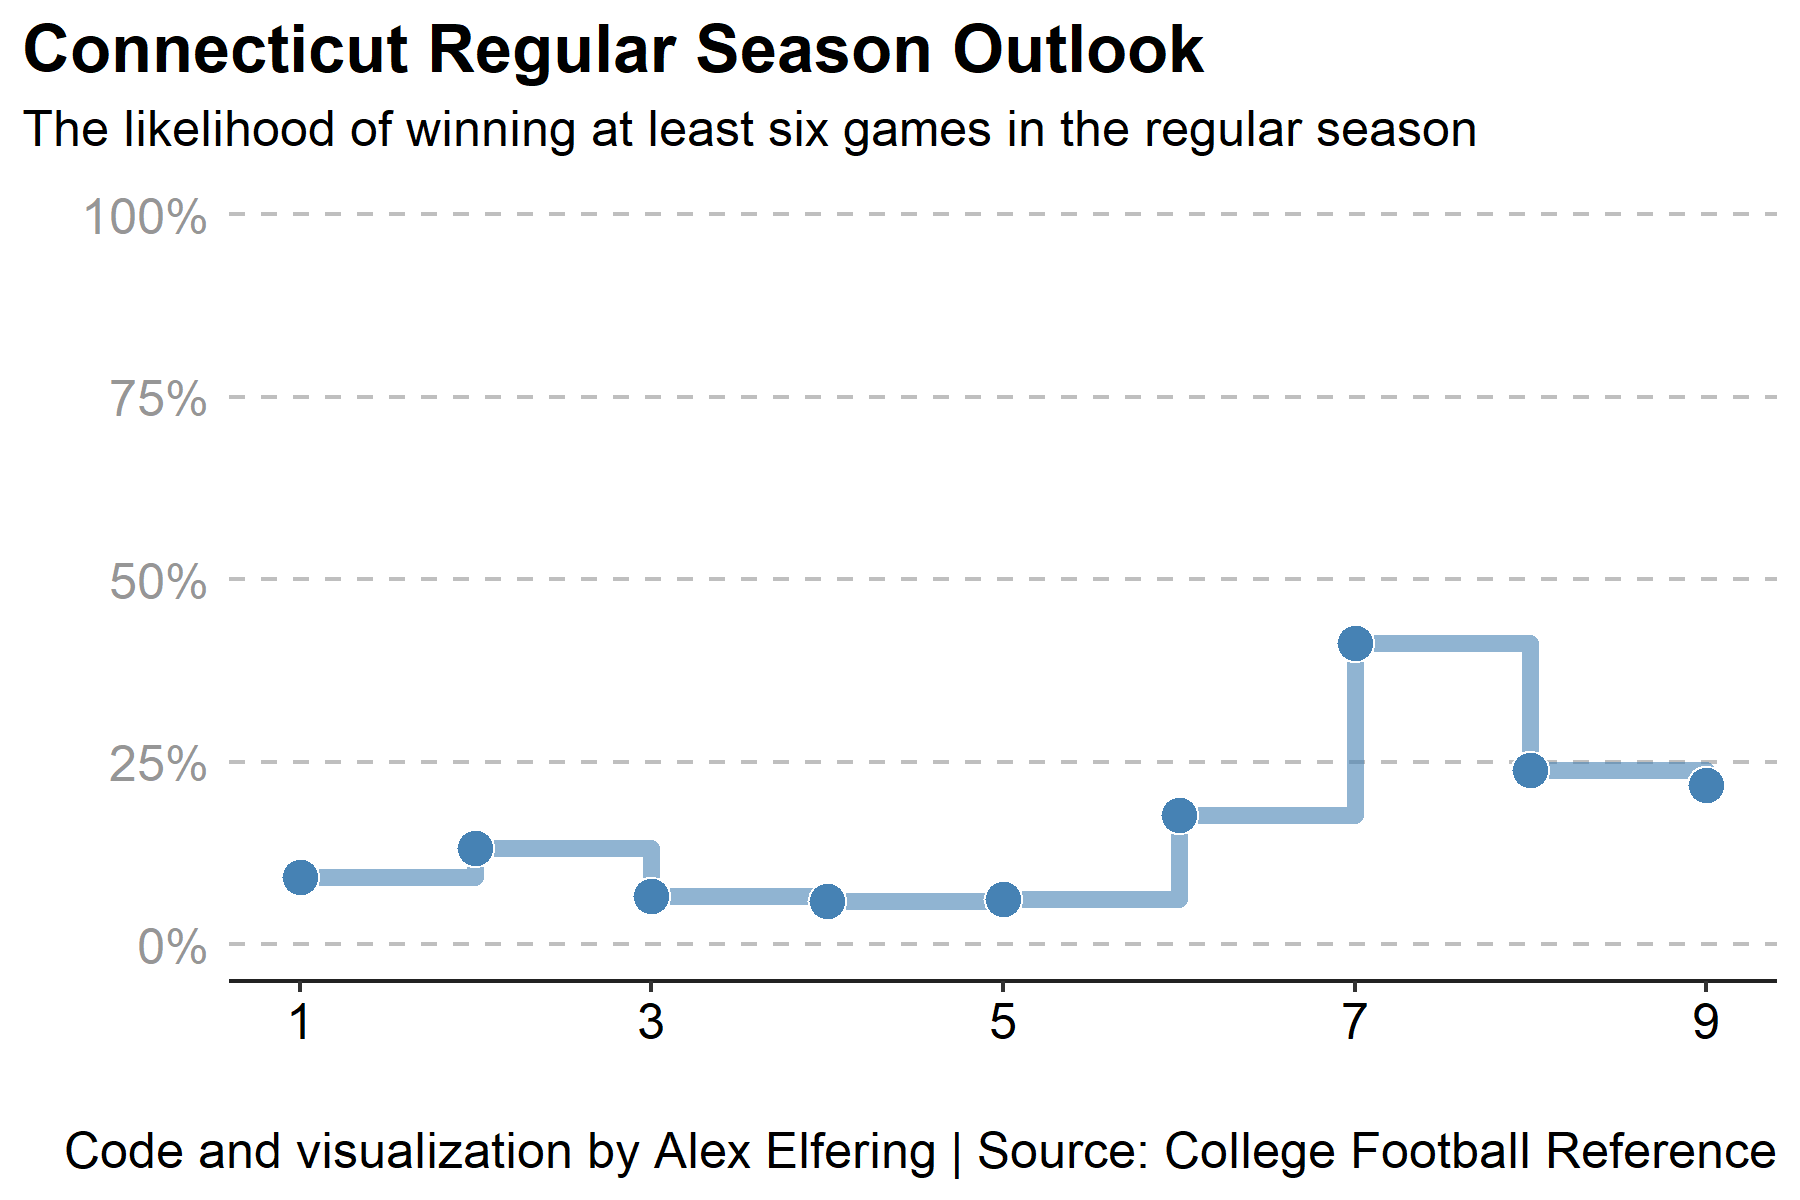 Connecticut Regular Season Outlook
The likelihood of winning at least six games in the regular season
100%
75%
50%
25%
0%
1 3 5 7 9
Code and visualization by Alex Elfering | Source: College Football Reference